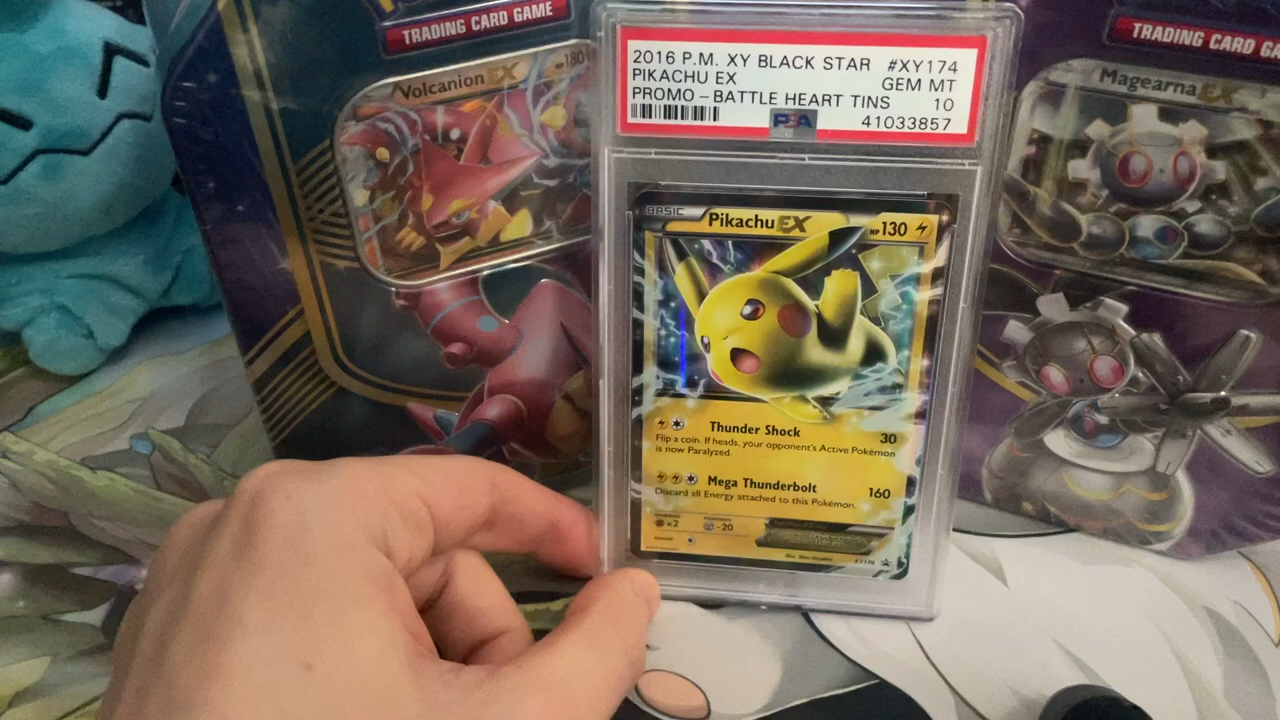 TRADING CARD GAME
Volcanion EX
180
2016 P.M. XY BLACK STAR #XY174
PIKACHU EX GEM MT
PROMO - BATTLE HEART TINS 10
PSA 41033857
BASIC Pikachu EX HP 130
Thunder Shock 30
Flip a coin. If heads, your opponent's Active Pokémon
is now Paralyzed.
Mega Thunderbolt 160
Discard all Energy attached to this Pokémon.
×2 -20
XY174
TRADING CARD GA
Magearna EX